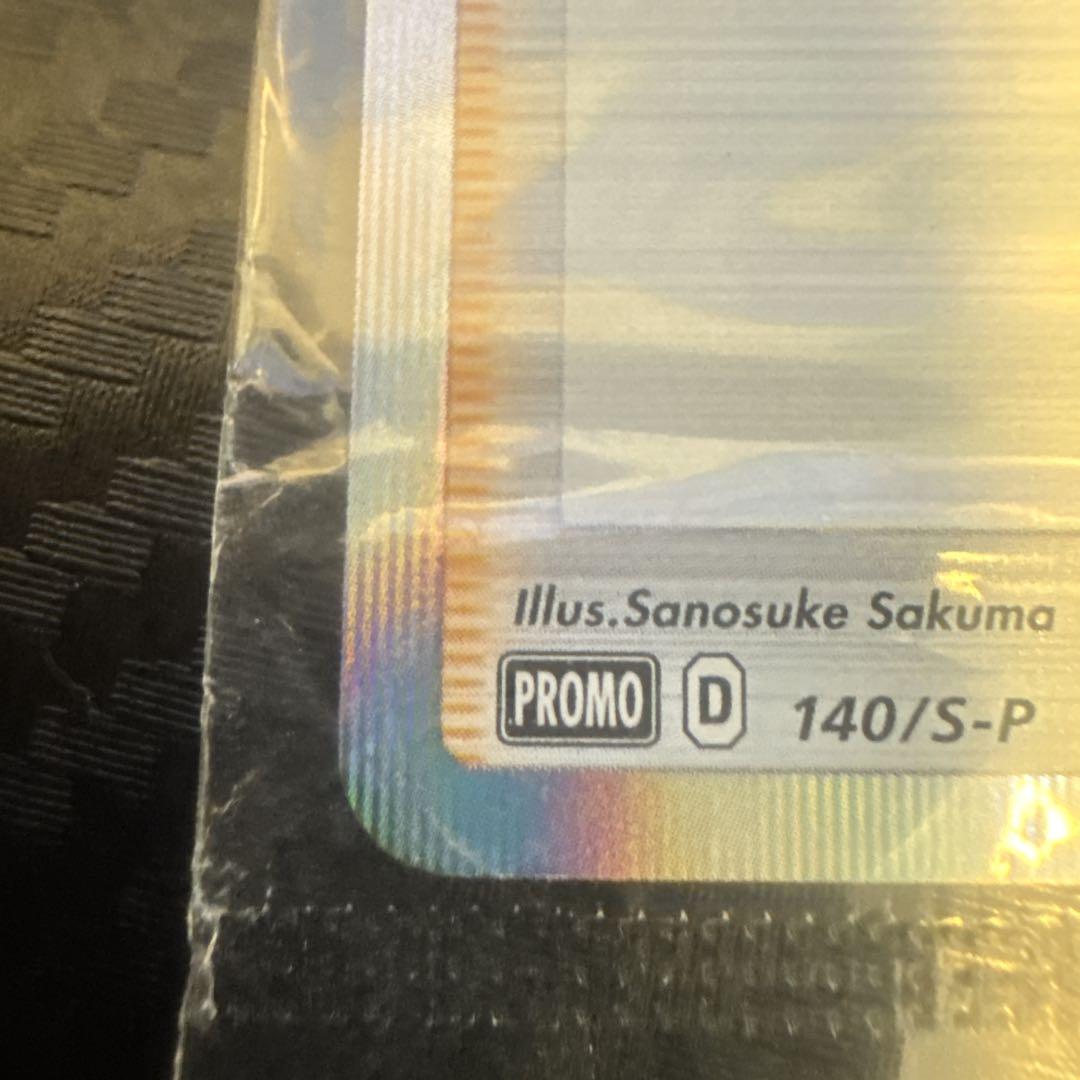 Illus.Sanosuke Sakuma
PROMO D 140/S-P